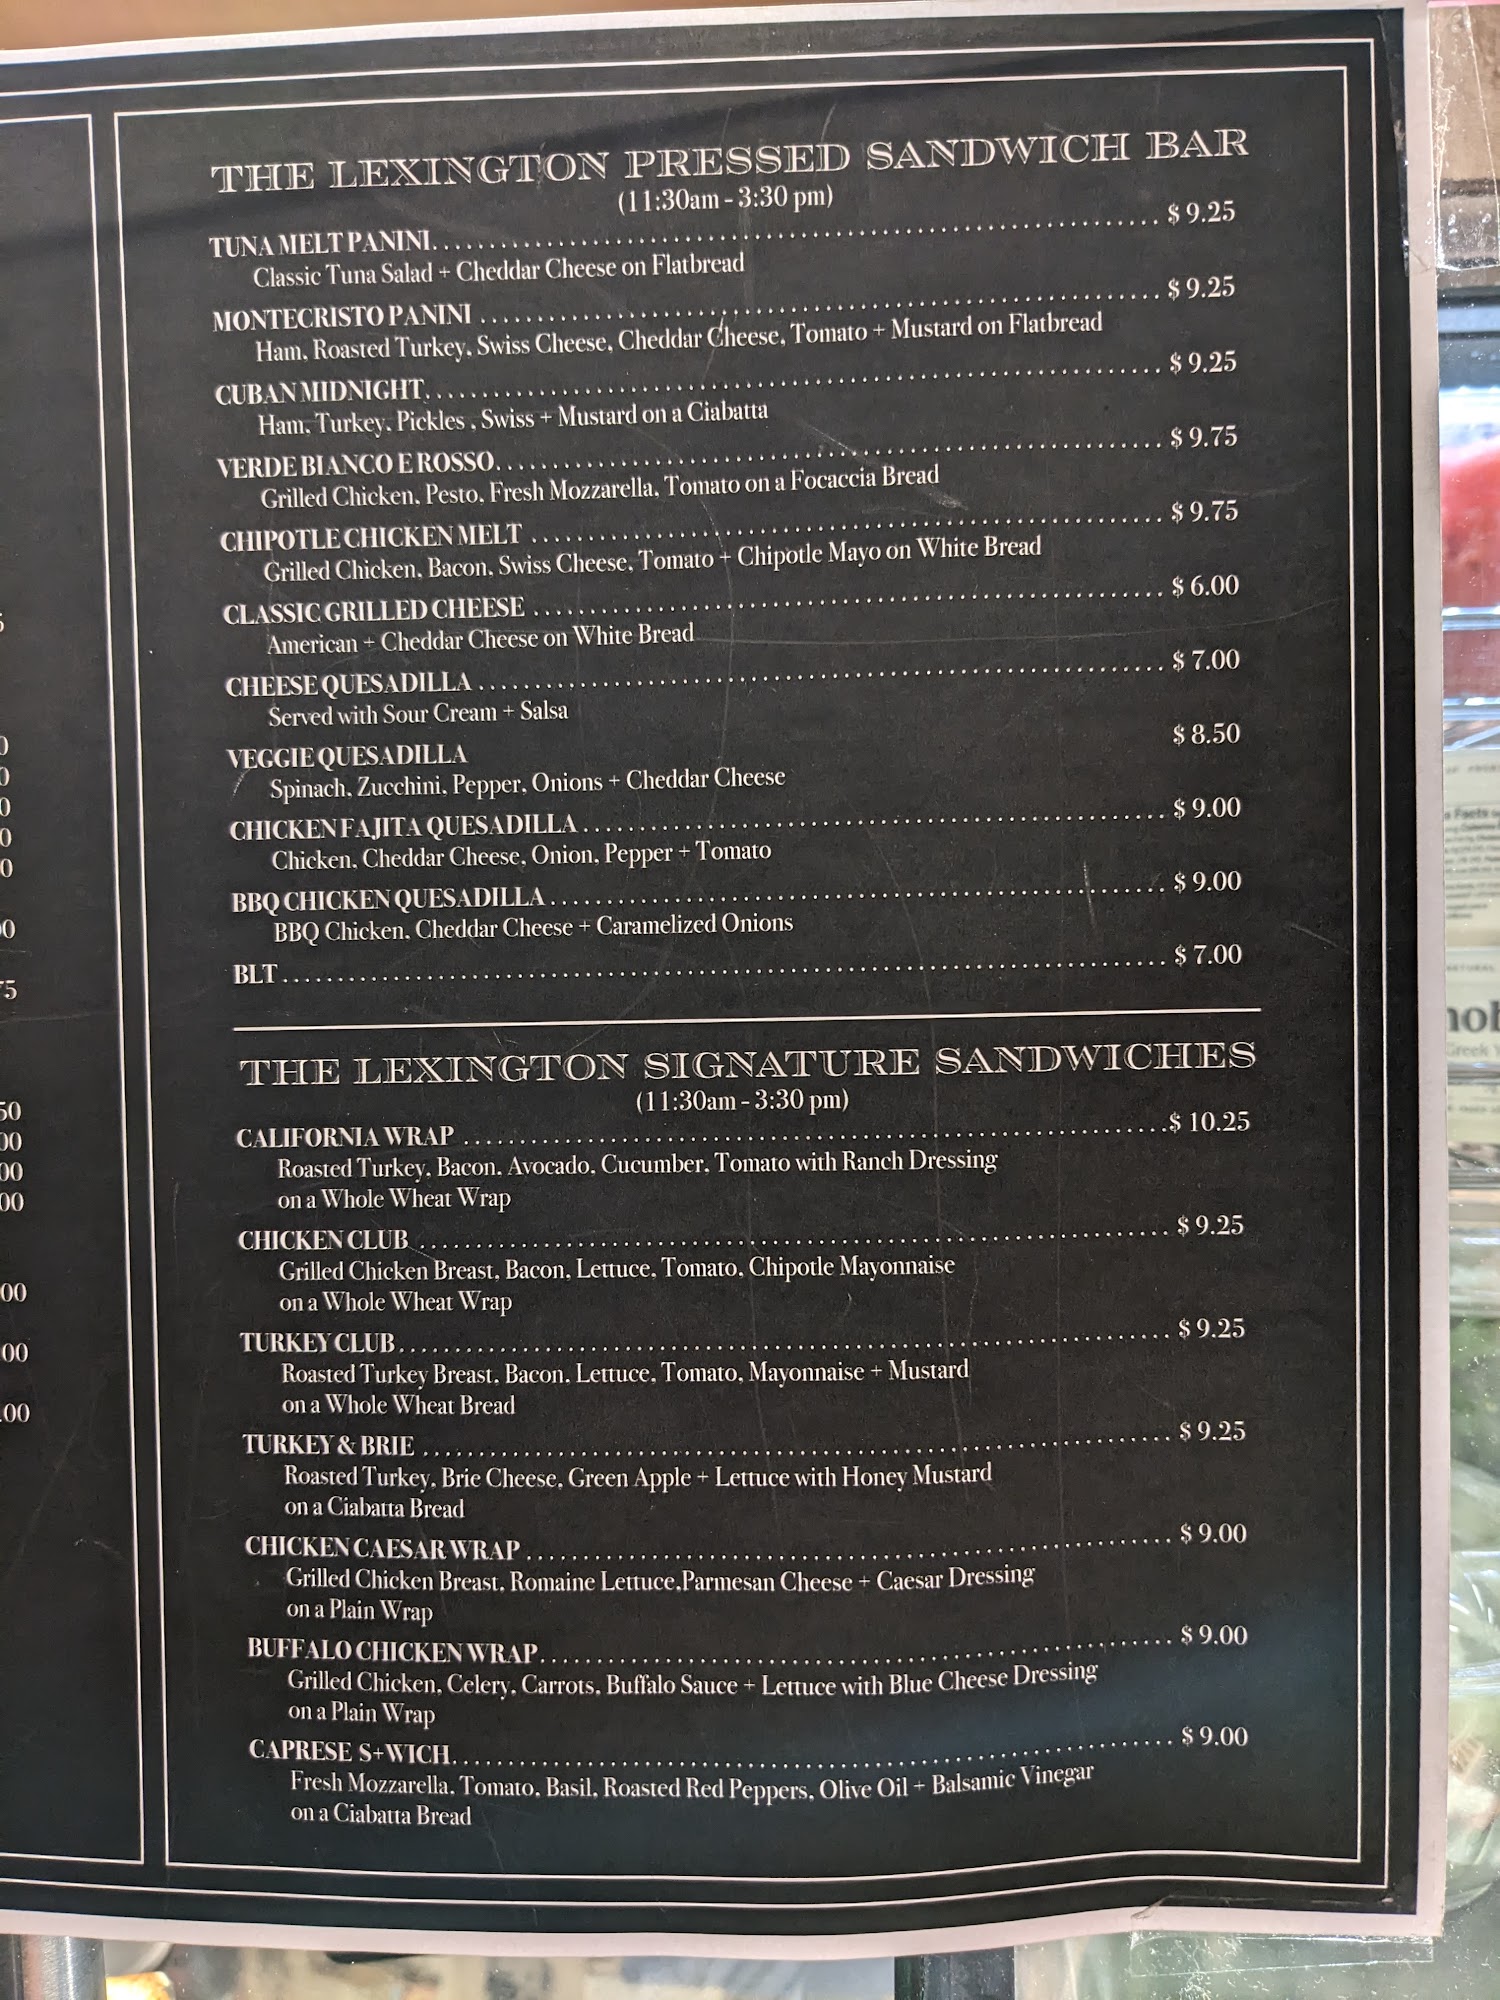 THE LEXINGTON PRESSED SANDWICH BAR
(11:30am - 3:30 pm)
TUNA MELT PANINI $ 9.25
Classic Tuna Salad + Cheddar Cheese on Flatbread
MONTECRISTO PANINI $ 9.25
Ham, Roasted Turkey, Swiss Cheese, Cheddar Cheese, Tomato + Mustard on Flatbread
CUBAN MIDNIGHT $ 9.25
Ham, Turkey, Pickles , Swiss + Mustard on a Ciabatta
VERDE BIANCO E ROSSO $ 9.75
Grilled Chicken, Pesto, Fresh Mozzarella, Tomato on a Focaccia Bread
CHIPOTLE CHICKEN MELT $ 9.75
Grilled Chicken, Bacon, Swiss Cheese, Tomato + Chipotle Mayo on White Bread
CLASSIC GRILLED CHEESE $ 6.00
American + Cheddar Cheese on White Bread
CHEESE QUESADILLA $ 7.00
Served with Sour Cream + Salsa
VEGGIE QUESADILLA $ 8.50
Spinach, Zucchini, Pepper, Onions + Cheddar Cheese
CHICKEN FAJITA QUESADILLA $ 9.00
Chicken, Cheddar Cheese, Onion, Pepper + Tomato
BBQ CHICKEN QUESADILLA $ 9.00
BBQ Chicken, Cheddar Cheese + Caramelized Onions
BLT $ 7.00
THE LEXINGTON SIGNATURE SANDWICHES
(11:30am - 3:30 pm)
CALIFORNIA WRAP $ 10.25
Roasted Turkey, Bacon, Avocado, Cucumber, Tomato with Ranch Dressing
on a Whole Wheat Wrap
CHICKEN CLUB $ 9.25
Grilled Chicken Breast, Bacon, Lettuce, Tomato, Chipotle Mayonnaise
on a Whole Wheat Wrap
TURKEY CLUB $ 9.25
Roasted Turkey Breast, Bacon, Lettuce, Tomato, Mayonnaise + Mustard
on a Whole Wheat Bread
TURKEY & BRIE $ 9.25
Roasted Turkey, Brie Cheese, Green Apple + Lettuce with Honey Mustard
on a Ciabatta Bread
CHICKEN CAESAR WRAP $ 9.00
Grilled Chicken Breast, Romaine Lettuce,Parmesan Cheese + Caesar Dressing
on a Plain Wrap
BUFFALO CHICKEN WRAP $ 9.00
Grilled Chicken, Celery, Carrots, Buffalo Sauce + Lettuce with Blue Cheese Dressing
on a Plain Wrap
CAPRESE S+WICH $ 9.00
Fresh Mozzarella, Tomato, Basil, Roasted Red Peppers, Olive Oil + Balsamic Vinegar
on a Ciabatta Bread